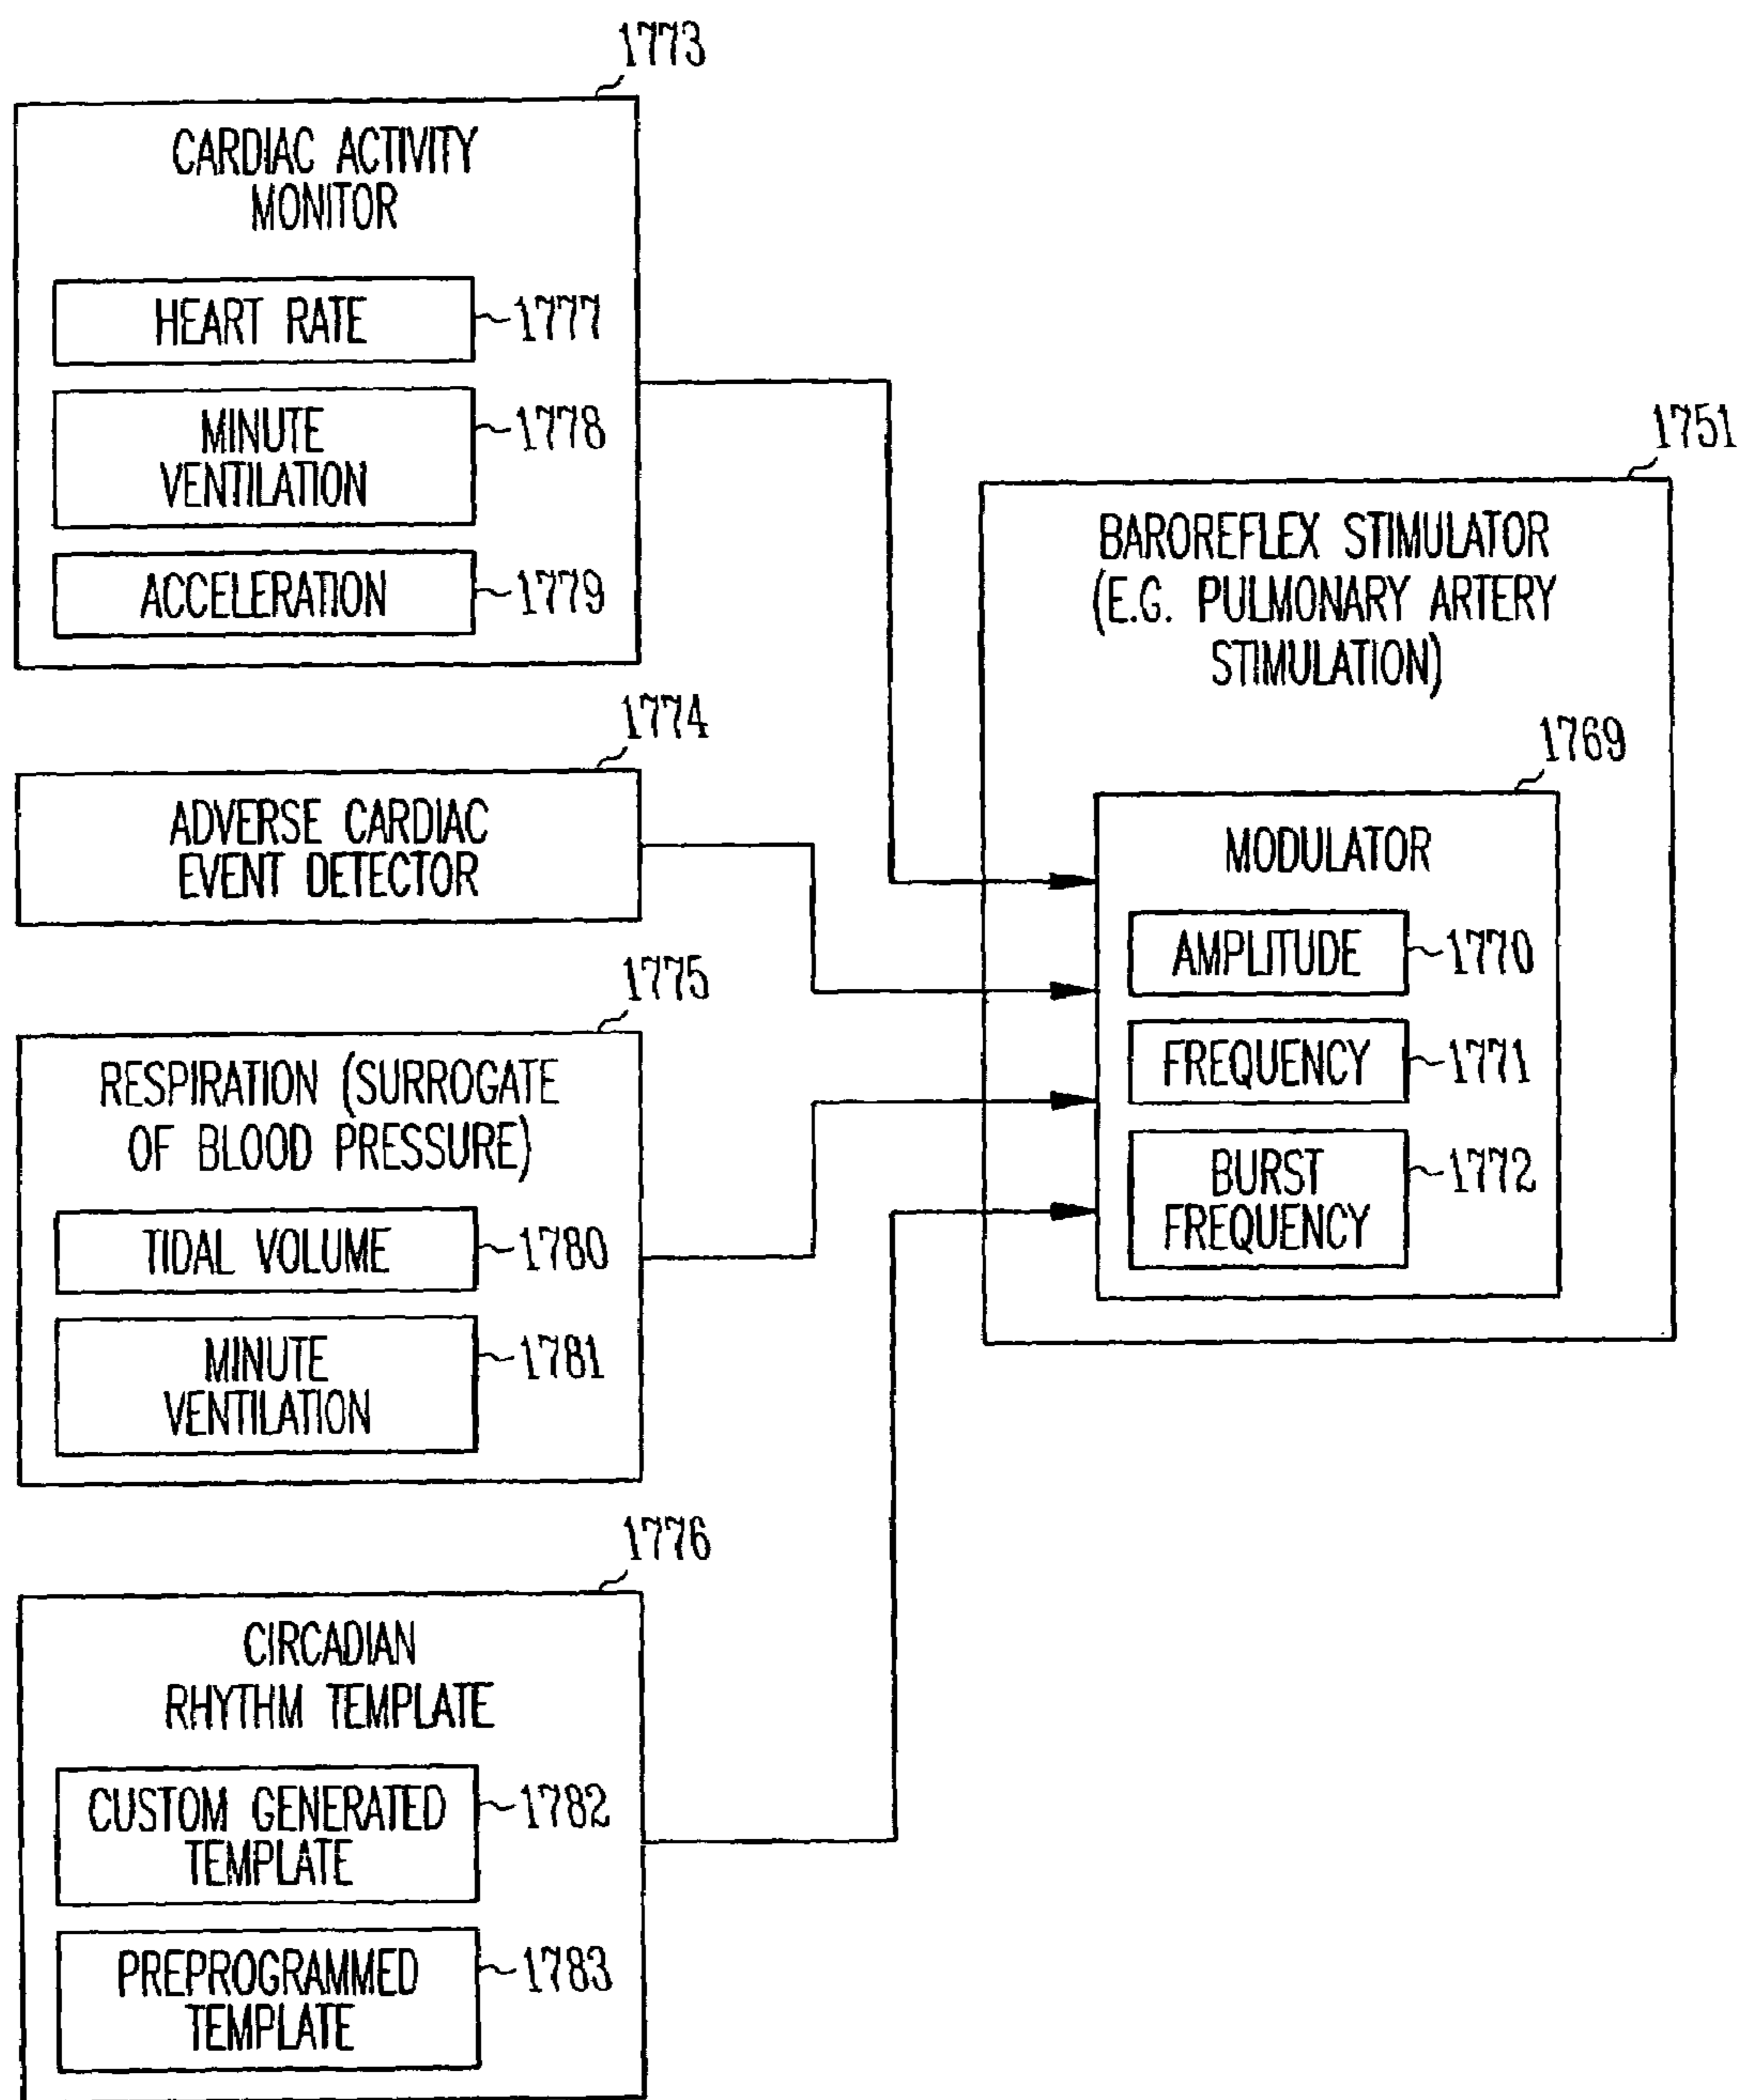 1773
CARDIAC ACTIVITY
MONITOR
HEART RATE
1777
MINUTE
VENTILATION
1778
ACCELERATION
1779
1774
ADVERSE CARDIAC
EVENT DETECTOR
1775
RESPIRATION (SURROGATE
OF BLOOD PRESSURE)
TIDAL VOLUME
1780
MINUTE
VENTILATION
1781
1776
CIRCADIAN
RHYTHM TEMPLATE
CUSTOM GENERATED
TEMPLATE
1782
PREPROGRAMMED
TEMPLATE
1783
1751
BAROREFLEX STIMULATOR
(E.G. PULMONARY ARTERY
STIMULATION)
1769
MODULATOR
AMPLITUDE
1770
FREQUENCY
1771
BURST
FREQUENCY
1772